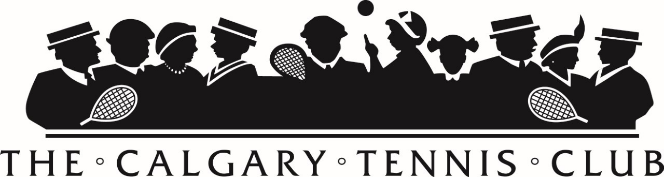 THE ◦ CALGARY ◦ TENNIS ◦ CLUB